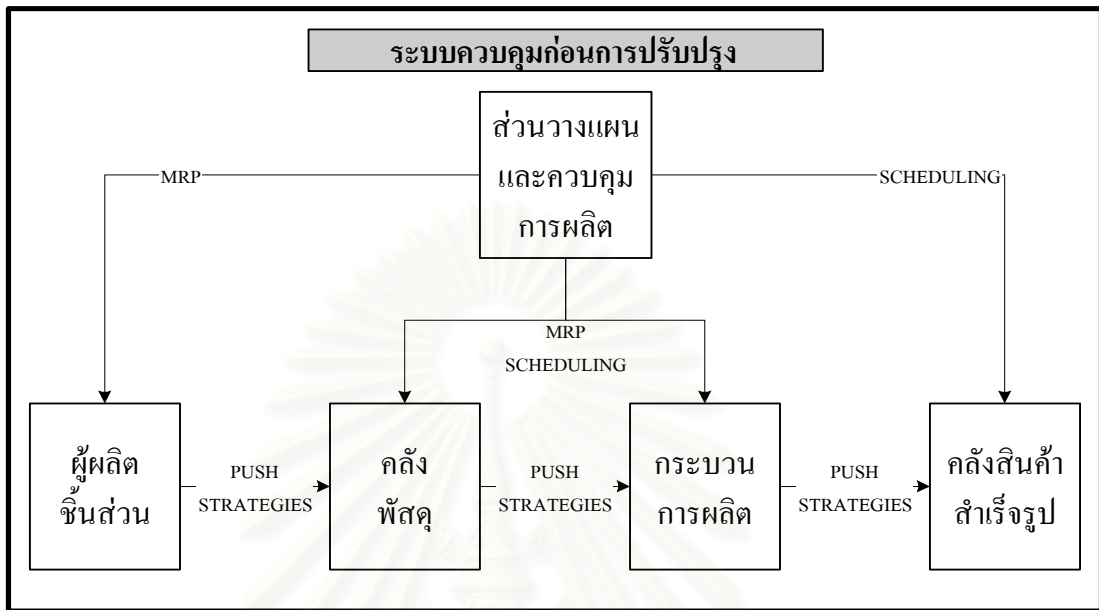 ระบบควบคุมก่อนการปรับปรุง
ส่วนวางแผน
และควบคุม
การผลิต
MRP
SCHEDULING
MRP
SCHEDULING
ผู้ผลิต
ชิ้นส่วน
PUSH
STRATEGIES
คลัง
พัสดุ
PUSH
STRATEGIES
กระบวน
การผลิต
PUSH
STRATEGIES
คลังสินค้า
สำเร็จรูป